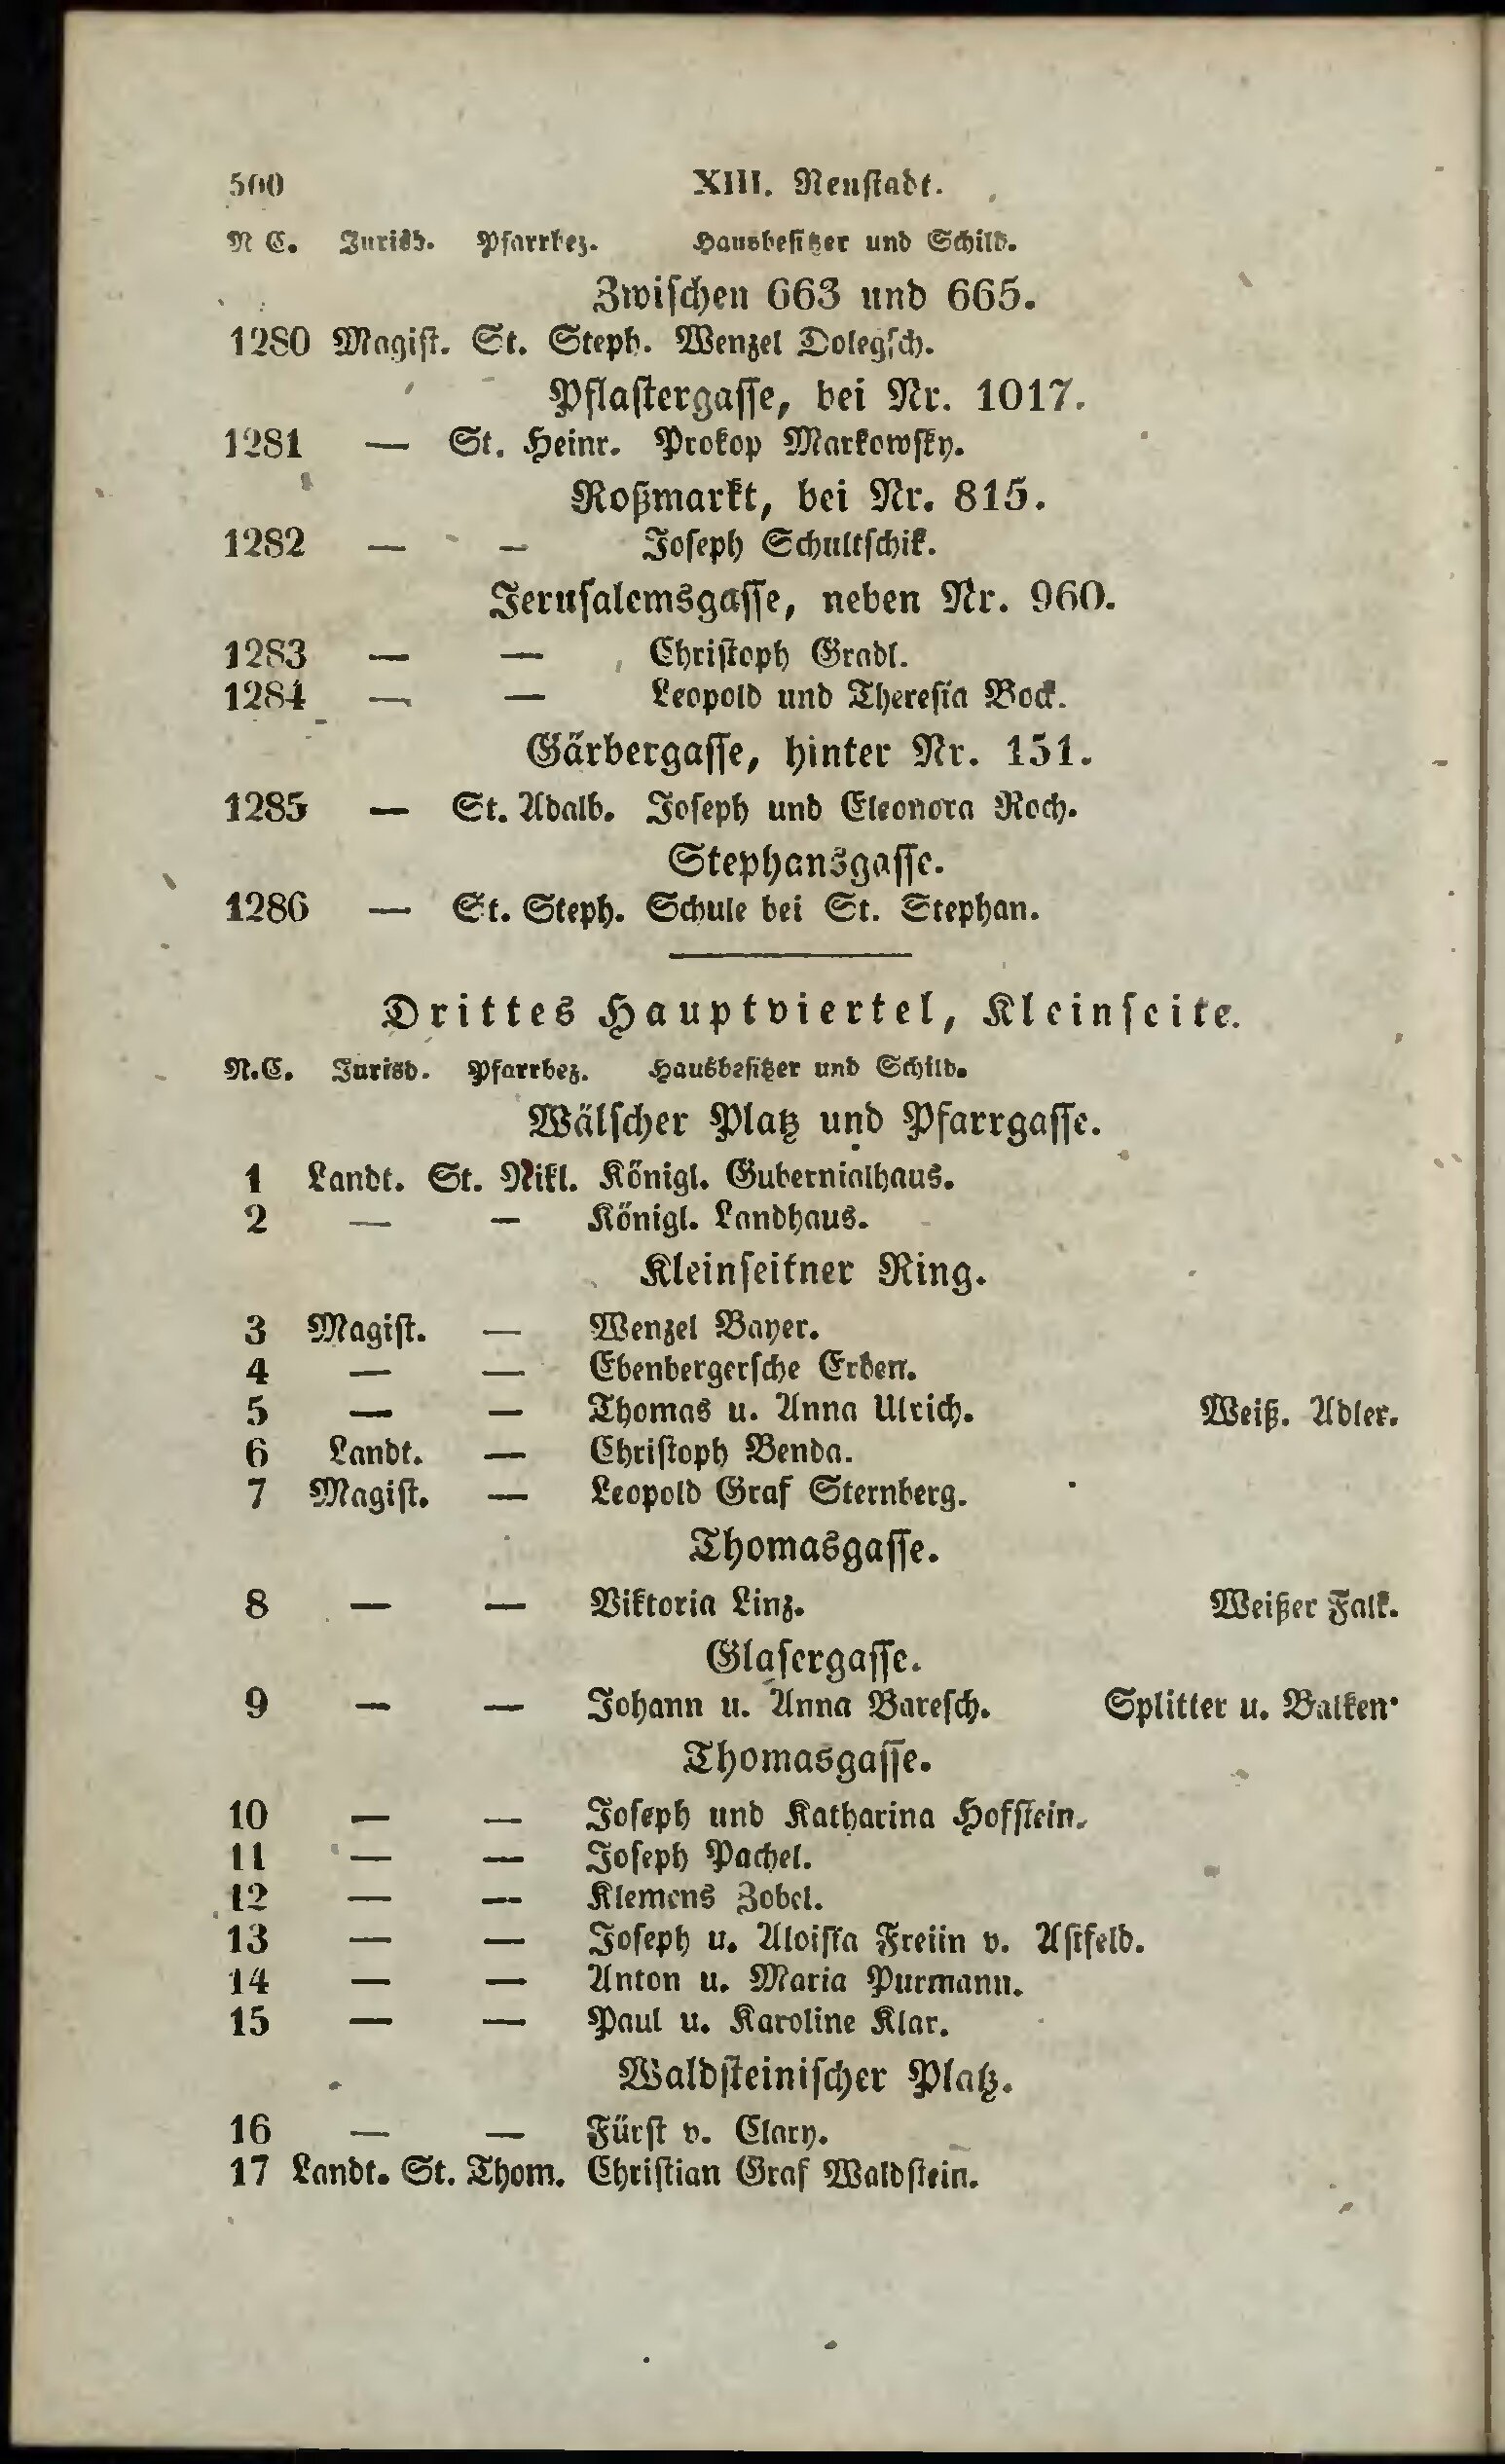 500 XIII. Neustadt.
N C. Jurisd. Pfarrbez. Hausbesitzer und Schild.
Zwischen 663 und 665.
1280 Magist. St. Steph. Wenzel Dolegsch.
Pflastergasse, bei Nr. 1017.
1281 — St. Heinr. Prokop Markowsky.
Roßmarkt, bei Nr. 815.
1282 — — Joseph Schultschik.
Jerusalemsgasse, neben Nr. 960.
1283 — — Christoph Gradl.
1284 — — Leopold und Theresia Bock.
Gärbergasse, hinter Nr. 151.
1285 — St. Adalb. Joseph und Eleonora Roch.
Stephansgasse.
1286 — St. Steph. Schule bei St. Stephan.
Drittes Hauptviertel, Kleinseite.
N.C. Jurisd. Pfarrbez. Hausbesitzer und Schild.
Wälscher Platz und Pfarrgasse.
1 Landt. St. Nikl. Königl. Gubernialhaus.
2 — — Königl. Landhaus.
Kleinseitner Ring.
3 Magist. — Wenzel Bayer.
4 — — Ebenbergersche Erben.
5 — — Thomas u. Anna Ulrich. Weiß. Adler.
6 Landt. — Christoph Benda.
7 Magist. — Leopold Graf Sternberg.
Thomasgasse.
8 — — Viktoria Linz. Weißer Falk.
Glasergasse.
9 — — Johann u. Anna Baresch. Splitter u. Balken.
Thomasgasse.
10 — — Joseph und Katharina Hofstein.
11 — — Joseph Pachel.
12 — — Klemens Zobel.
13 — — Joseph u. Aloisia Freiin v. Astfeld.
14 — — Anton u. Maria Purmann.
15 — — Paul u. Karoline Klar.
Waldsteinischer Platz.
16 — — Fürst v. Clary.
17 Landt. St. Thom. Christian Graf Waldstein.